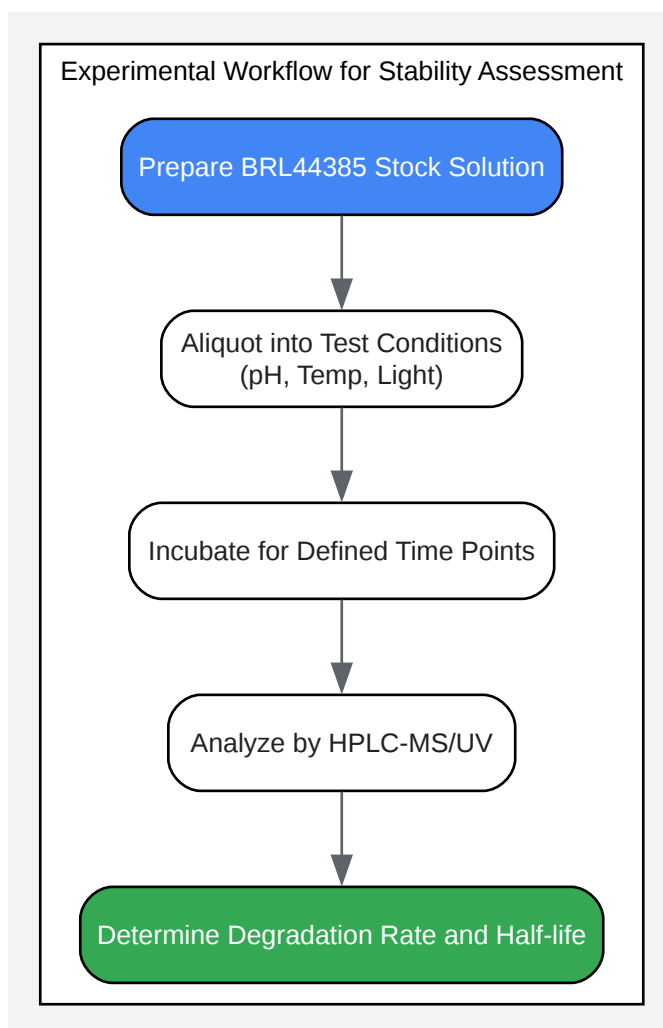 Experimental Workflow for Stability Assessment
Prepare BRL44385 Stock Solution
Aliquot into Test Conditions
(pH, Temp, Light)
Incubate for Defined Time Points
Analyze by HPLC-MS/UV
Determine Degradation Rate and Half-life